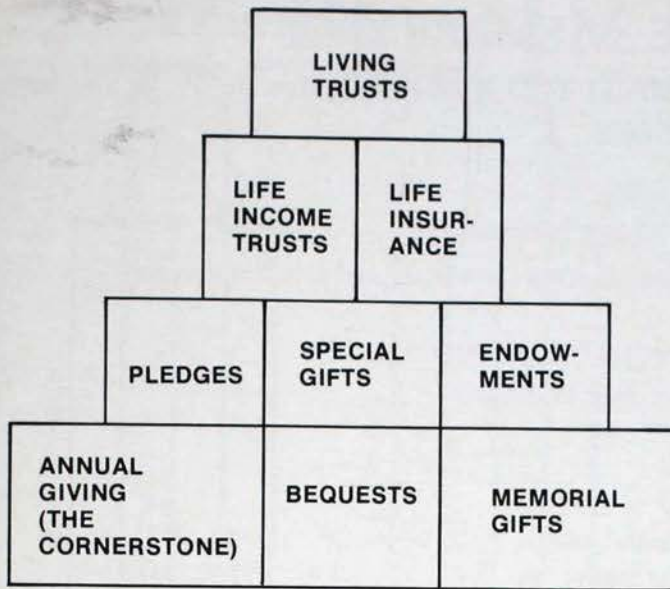 LIVING
TRUSTS
LIFE
INCOME
TRUSTS
LIFE
INSUR-
ANCE
PLEDGES
SPECIAL
GIFTS
ENDOW-
MENTS
ANNUAL
GIVING
(THE
CORNERSTONE)
BEQUESTS
MEMORIAL
GIFTS